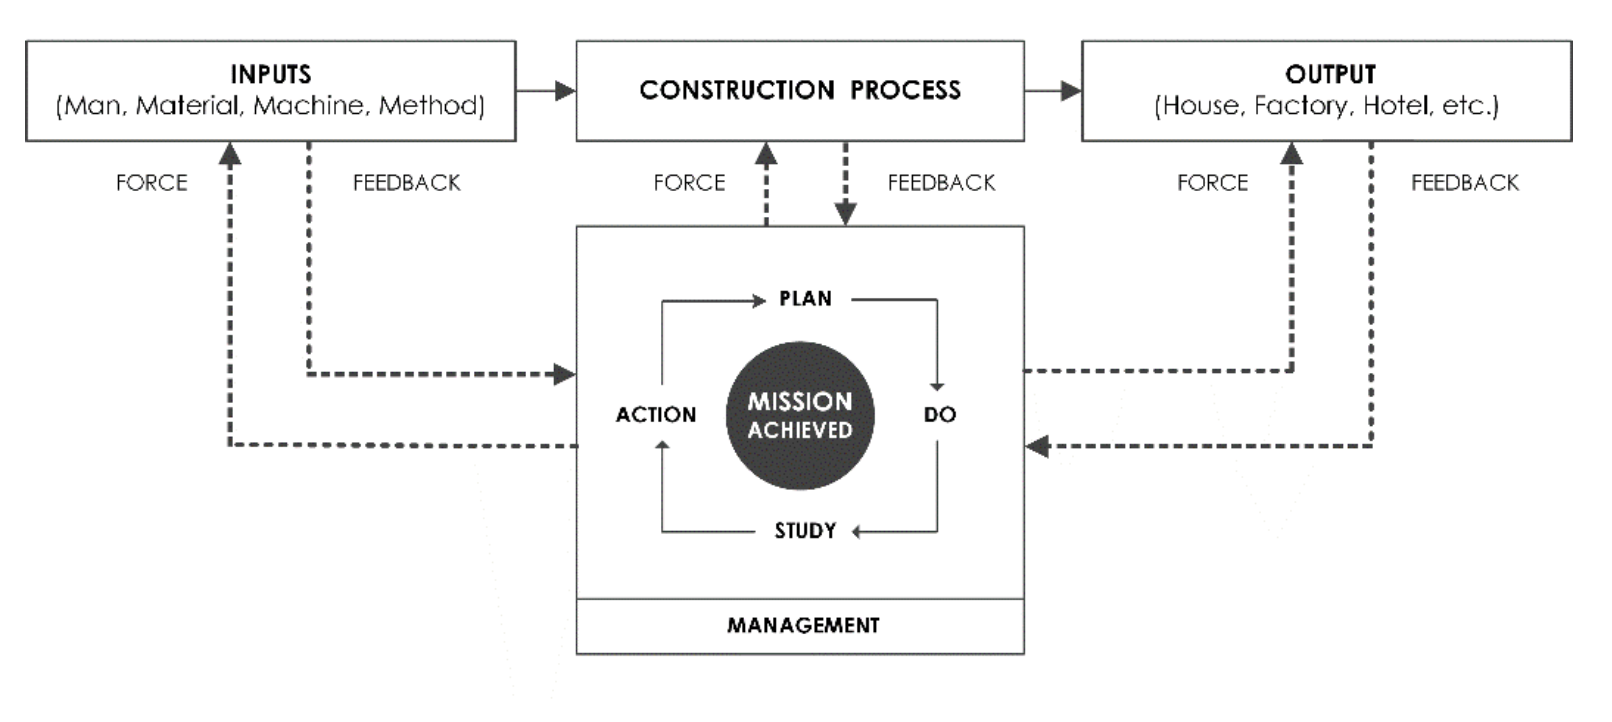 INPUTS
(Man, Material, Machine, Method)
CONSTRUCTION PROCESS
OUTPUT
(House, Factory, Hotel, etc.)
FORCE
FEEDBACK
FORCE
FEEDBACK
FORCE
FEEDBACK
PLAN
ACTION
MISSION
ACHIEVED
DO
STUDY
MANAGEMENT